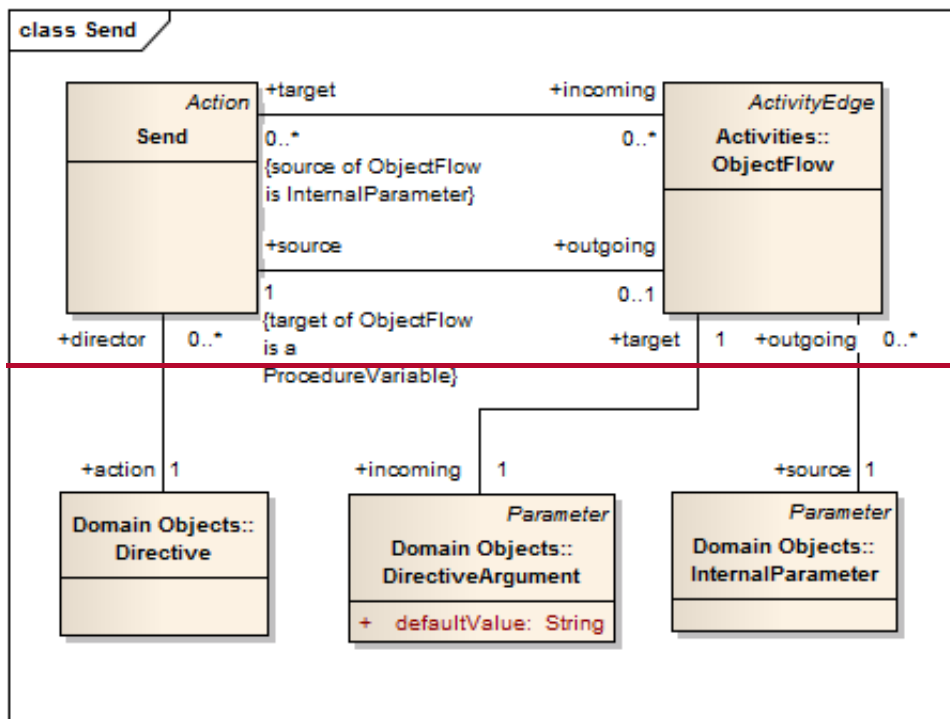 class Send
+target
+incoming
Action
Send
ActivityEdge
Activities::
ObjectFlow
0..*
0..*
{source of ObjectFlow
is InternalParameter}
+source
+outgoing
1
0..1
{target of ObjectFlow
is a
ProcedureVariable}
+director
0..*
+target
1
+outgoing
0..*
+action
1
+incoming
1
+source
1
Domain Objects::
Directive
Parameter
Domain Objects::
DirectiveArgument
+ defaultValue: String
Parameter
Domain Objects::
InternalParameter